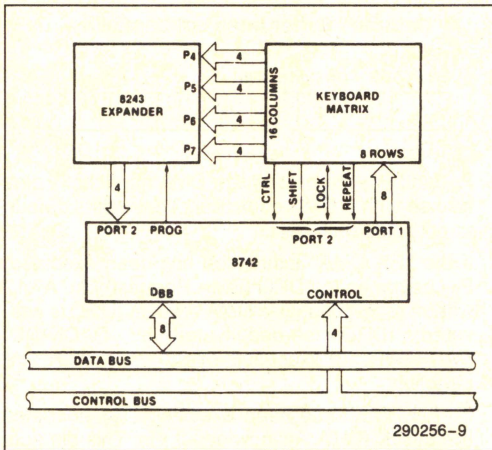 P4
4
8243
EXPANDER
P5
4
16 COLUMNS
KEYBOARD
MATRIX
P6
4
P7
4
8 ROWS
4
CTRL
SHIFT
LOCK
REPEAT
8
PORT 2
PROG
PORT 2
PORT 1
8742
DBB
CONTROL
8
4
DATA BUS
CONTROL BUS
290256-9